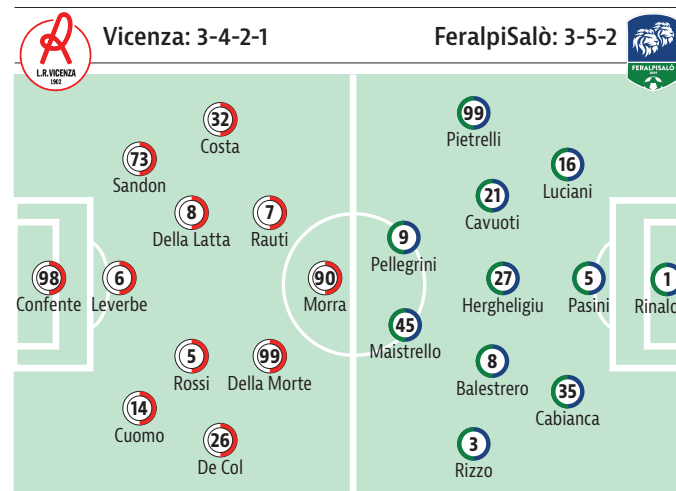 Vicenza: 3-4-2-1
FeralpiSalò: 3-5-2
L.R.VICENZA
1902
FERALPISALÒ
32
Costa
73
Sandon
8
Della Latta
7
Rauti
98
Confente
6
Leverbe
90
Morra
5
Rossi
99
Della Morte
14
Cuomo
26
De Col
99
Pietrelli
16
Luciani
21
Cavuoti
9
Pellegrini
27
Hergheligiu
5
Pasini
1
45
Maistrello
8
Balestrero
35
Cabianca
3
Rizzo